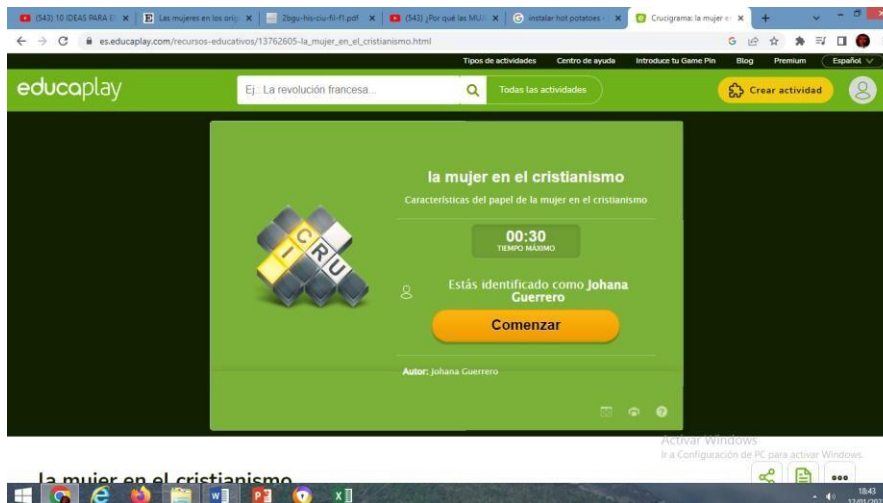 (543) 10 IDEAS PARA E
Las mujeres en los oríg
2bgu-his-ciu-fil-f1.pdf
(543) ¿Por qué las MUJ
instalar hot potatoes
Crucigrama: la mujer e
es.educaplay.com/recursos-educativos/13762605-la_mujer_en_el_cristianismo.html
Tipos de actividades Centro de ayuda Introduce tu Game Pin Blog Premium Español
educaplay
Ej.: La revolución francesa...
Todas las actividades
Crear actividad
la mujer en el cristianismo
Características del papel de la mujer en el cristianismo
CRU
I
00:30
TIEMPO MÁXIMO
Estás identificado como Johana
Guerrero
Comenzar
Autor: Johana Guerrero
Activar Windows
Ir a Configuración de PC para activar Windows.
la mujer en el cristianismo
18:43